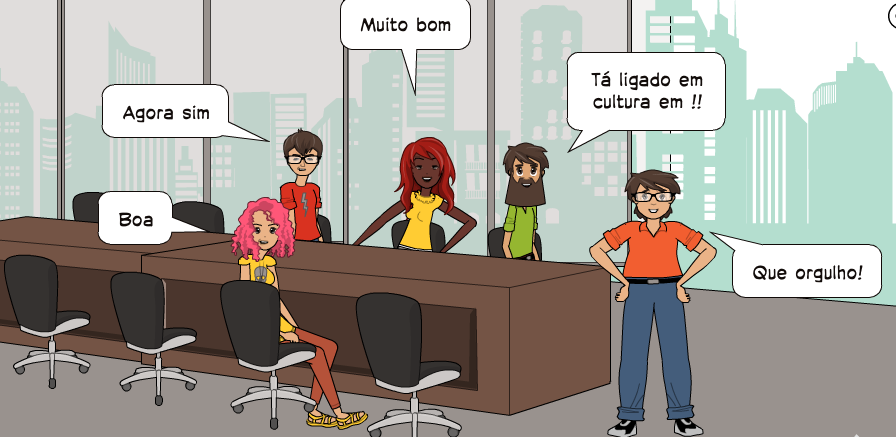 Muito bom
Tá ligado em
cultura em !!
Agora sim
Boa
Que orgulho!